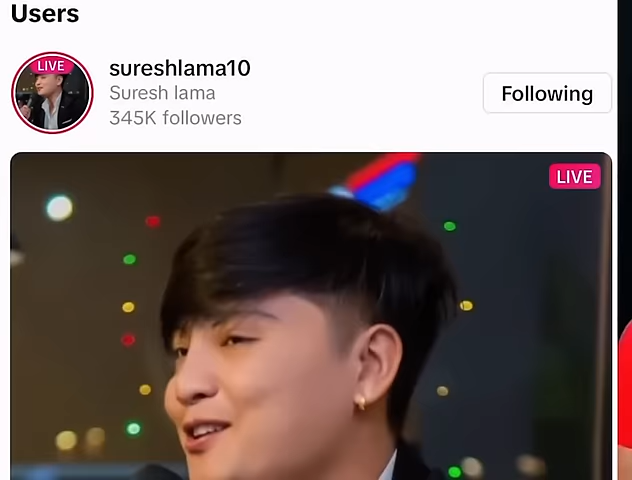 Users
LIVE
sureshlama10
Suresh lama
345K followers
Following
LIVE